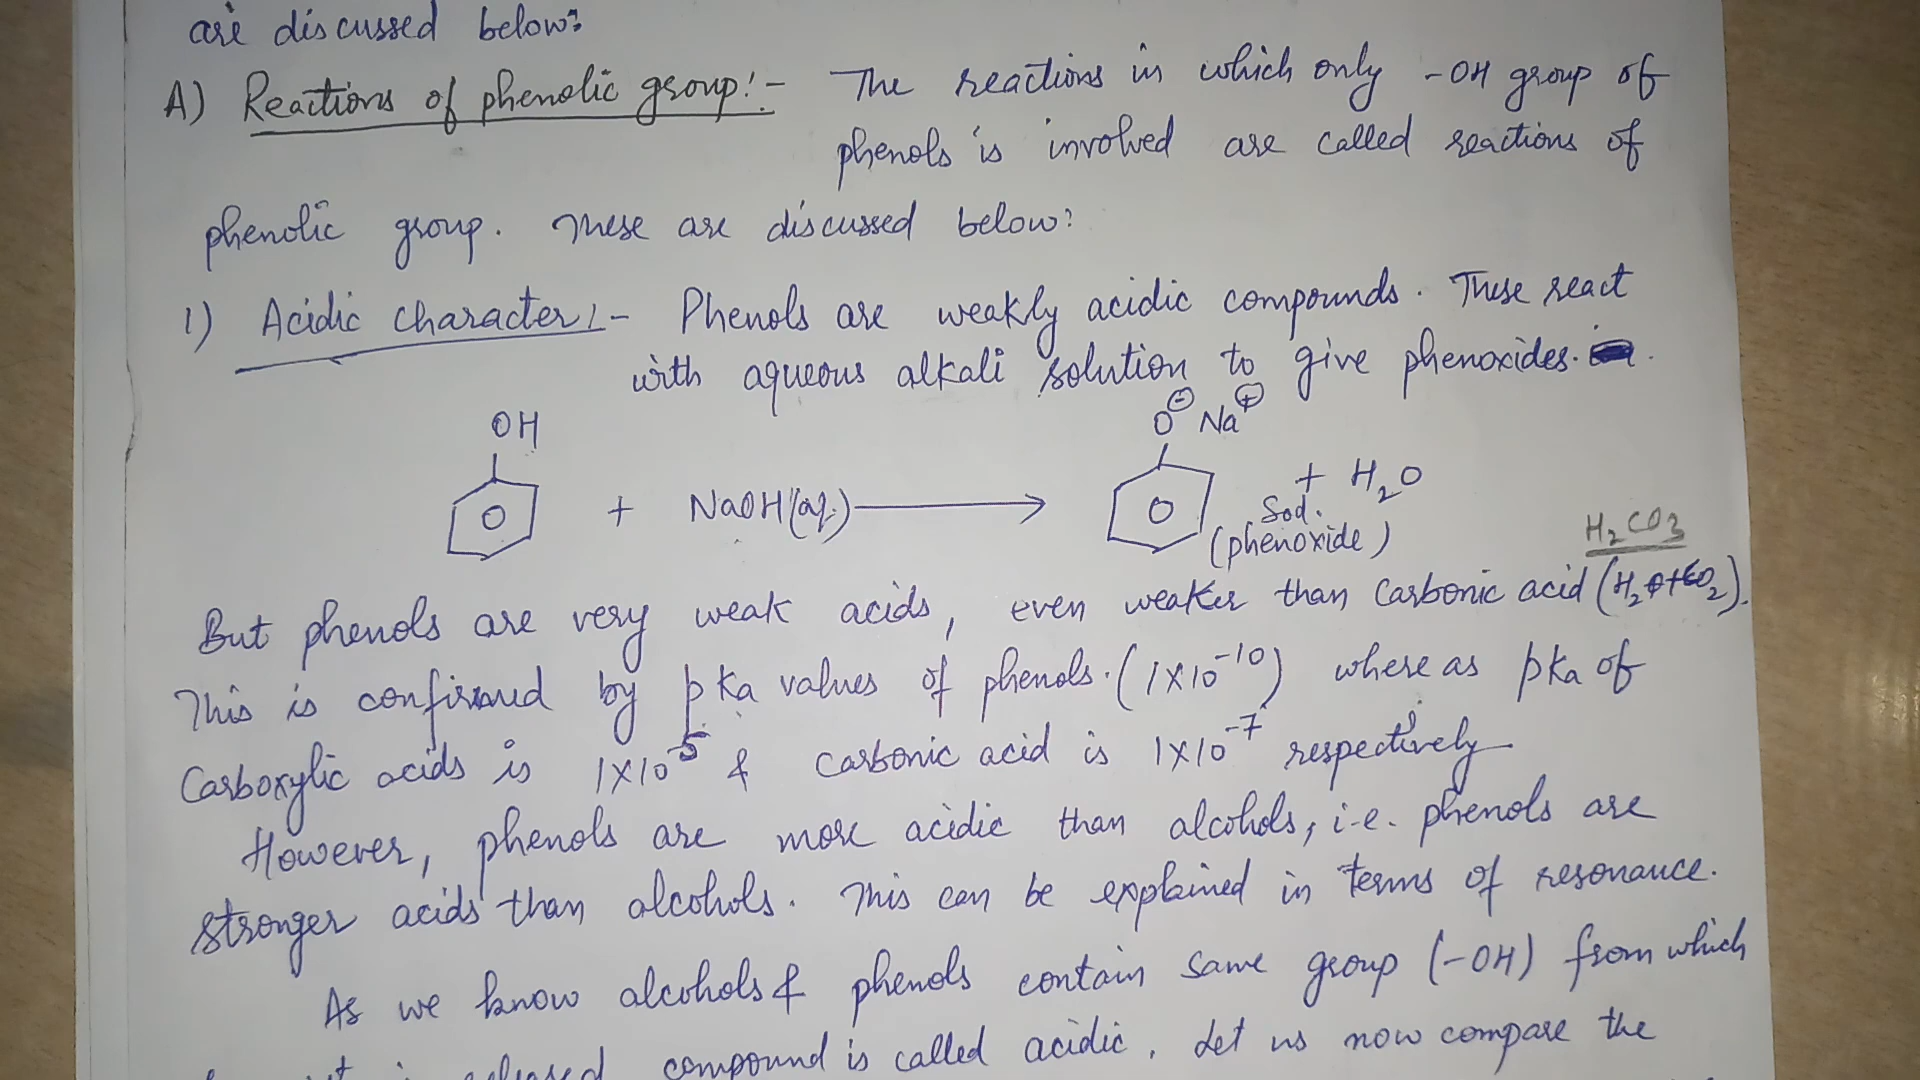 are discussed below:
A) Reactions of phenolic group:- The reactions in which only -OH group of
phenols is involved are called reactions of
phenolic group. These are discussed below:
1) Acidic character:- Phenols are weakly acidic compounds. These react
with aqueous alkali solution to give phenoxides.
OH
O⊖ Na⊕
+ NaOH(aq.) ⟶ + H₂O
Sod.
(phenoxide)
H₂CO₃
But phenols are very weak acids, even weaker than Carbonic acid (H₂O+CO₂).
This is confirmed by pka values of phenols. (1×10⁻¹⁰) where as pka of
Carboxylic acids is 1×10⁻⁵ & carbonic acid is 1×10⁻⁷ respectively.
However, phenols are more acidic than alcohols, i.e. phenols are
stronger acids than alcohols. This can be explained in terms of resonance.
As we know alcohols & phenols contain same group (-OH) from which
released compound is called acidic. Let us now compare the